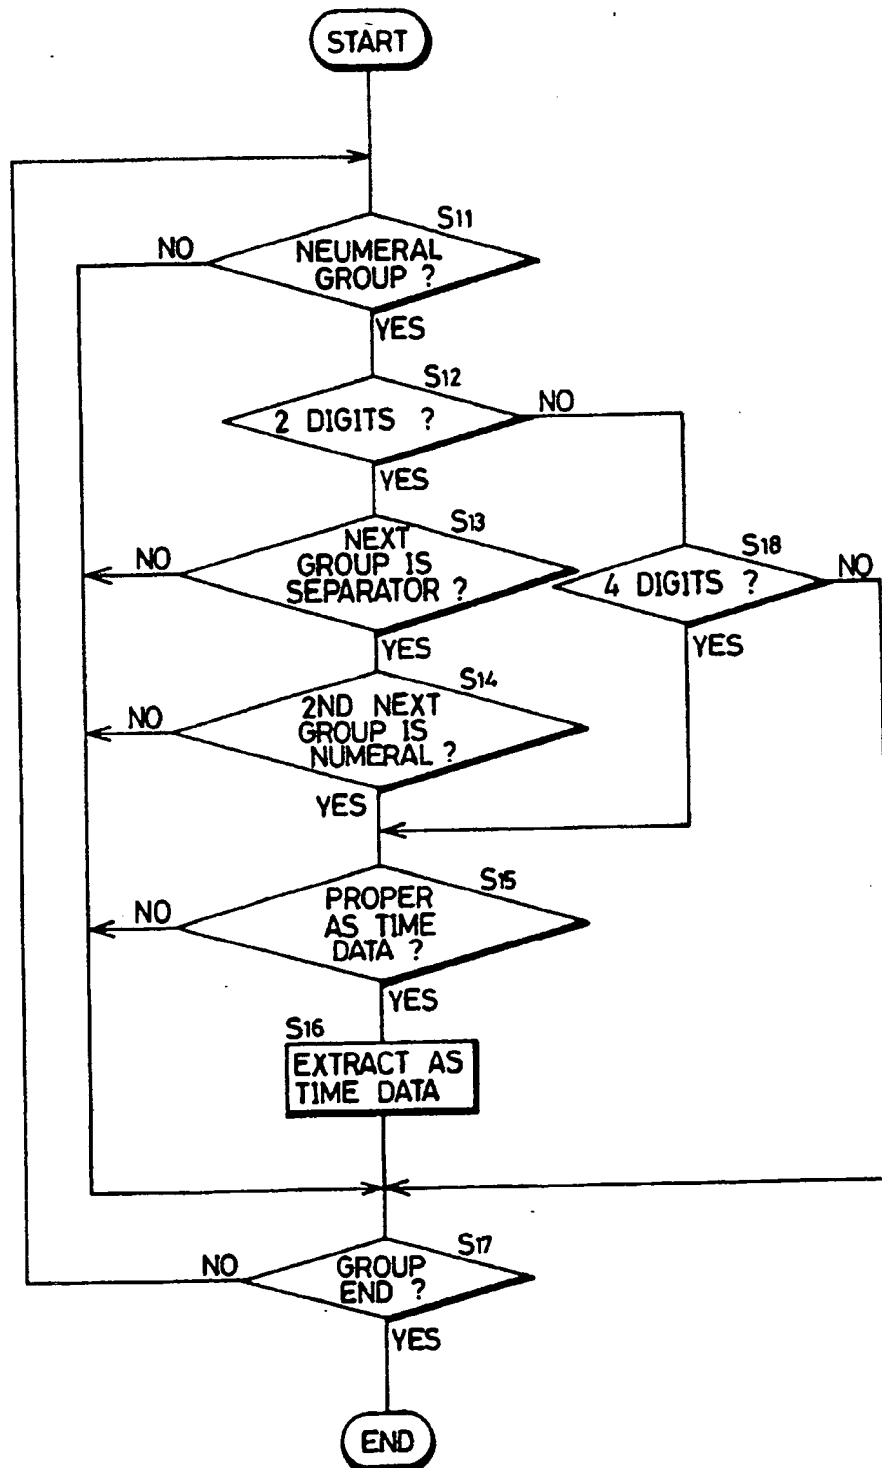 START
S11
NO
NEUMERAL
GROUP ?
YES
S12
2 DIGITS ?
NO
YES
S13
NEXT
GROUP IS
SEPARATOR ?
NO
YES
S18
4 DIGITS ?
NO
YES
S14
2ND NEXT
GROUP IS
NUMERAL ?
NO
YES
S15
PROPER
AS TIME
DATA ?
NO
YES
S16
EXTRACT AS
TIME DATA
S17
GROUP
END ?
NO
YES
END